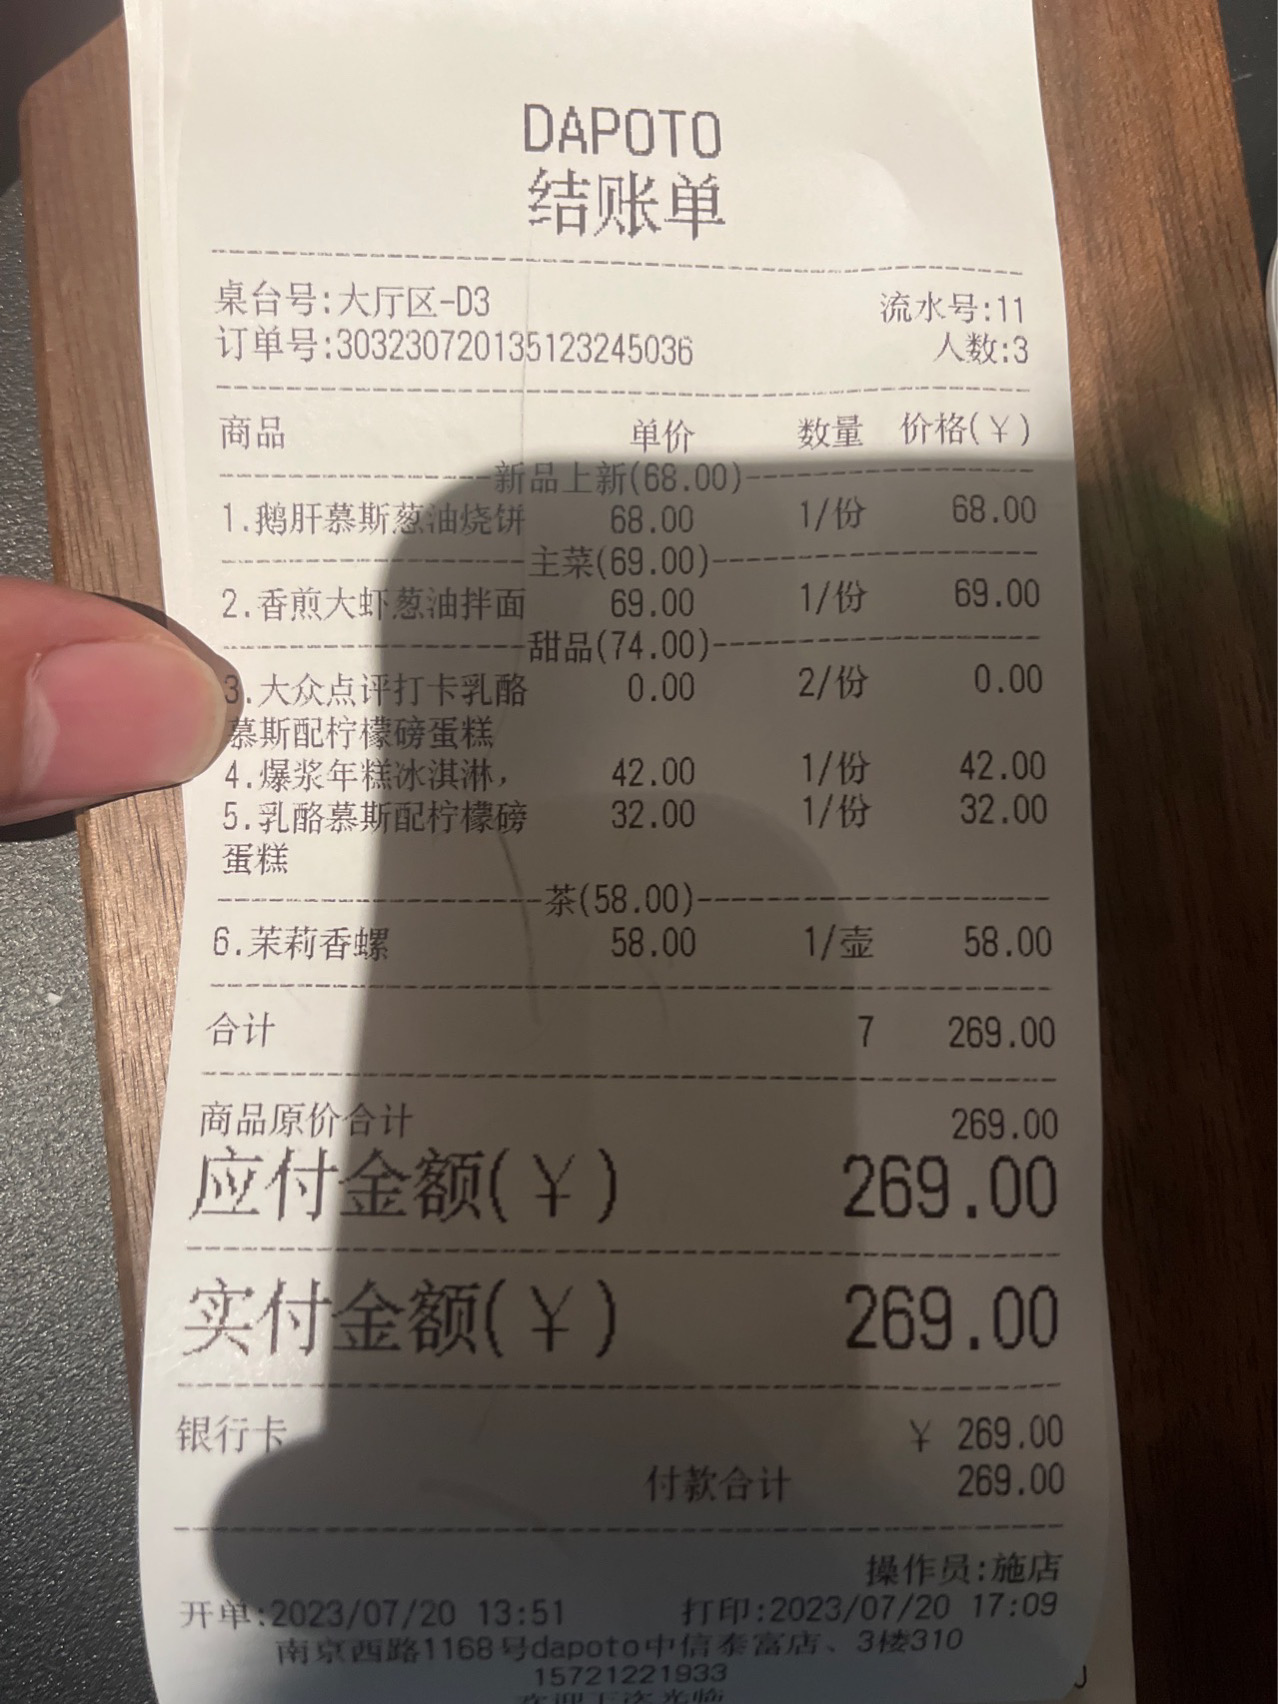 DAPOTO
结账单
桌台号:大厅区-D3 流水号:11
订单号:303230720135123245036 人数:3
商品 单价 数量 价格(¥)
新品上新(68.00)
1.鹅肝慕斯葱油烧饼 68.00 1/份 68.00
主菜(69.00)
2.香煎大虾葱油拌面 69.00 1/份 69.00
甜品(74.00)
3.大众点评打卡乳酪 0.00 2/份 0.00
慕斯配柠檬磅蛋糕
4.爆浆年糕冰淇淋, 42.00 1/份 42.00
5.乳酪慕斯配柠檬磅 32.00 1/份 32.00
蛋糕
茶(58.00)
6.茉莉香螺 58.00 1/壶 58.00
合计 7 269.00
商品原价合计 269.00
应付金额(¥) 269.00
实付金额(¥) 269.00
银行卡 ¥ 269.00
付款合计 269.00
操作员:施店
开单:2023/07/20 13:51 打印:2023/07/20 17:09
南京西路1168号dapoto中信泰富店、3楼310
15721221933